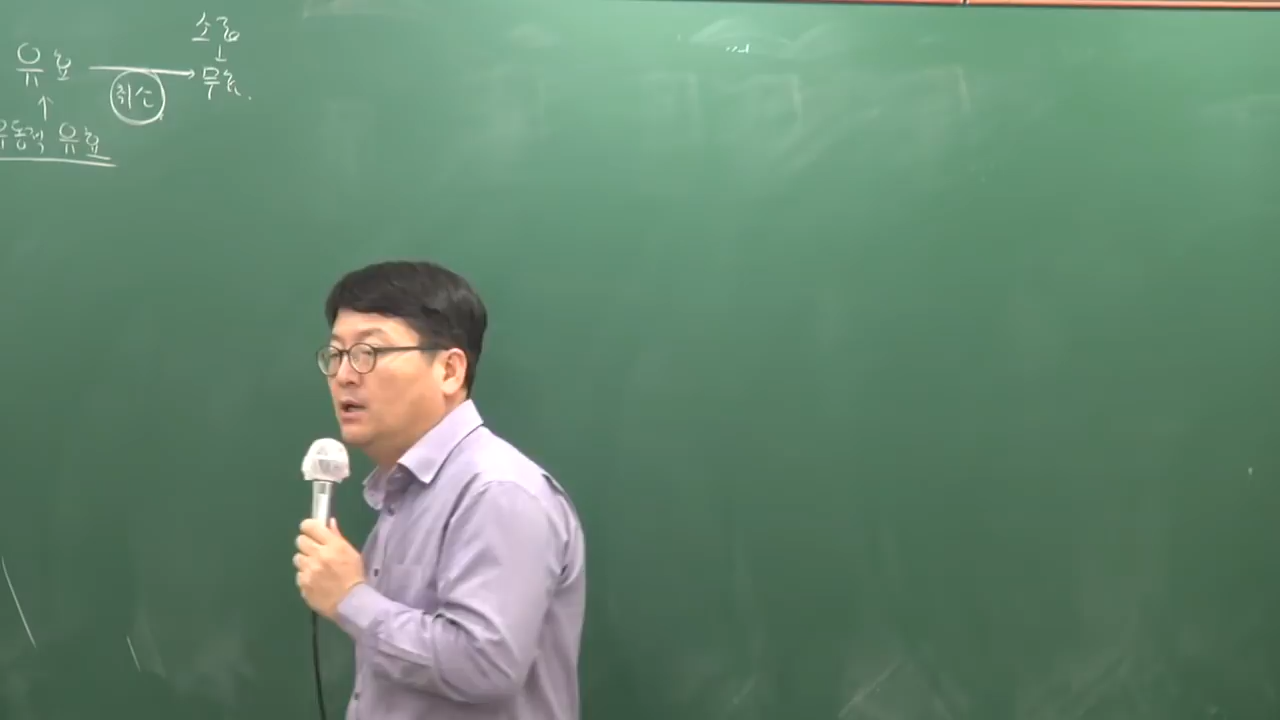 소급
유효 → 무효.
취소
↑
유동적 유효